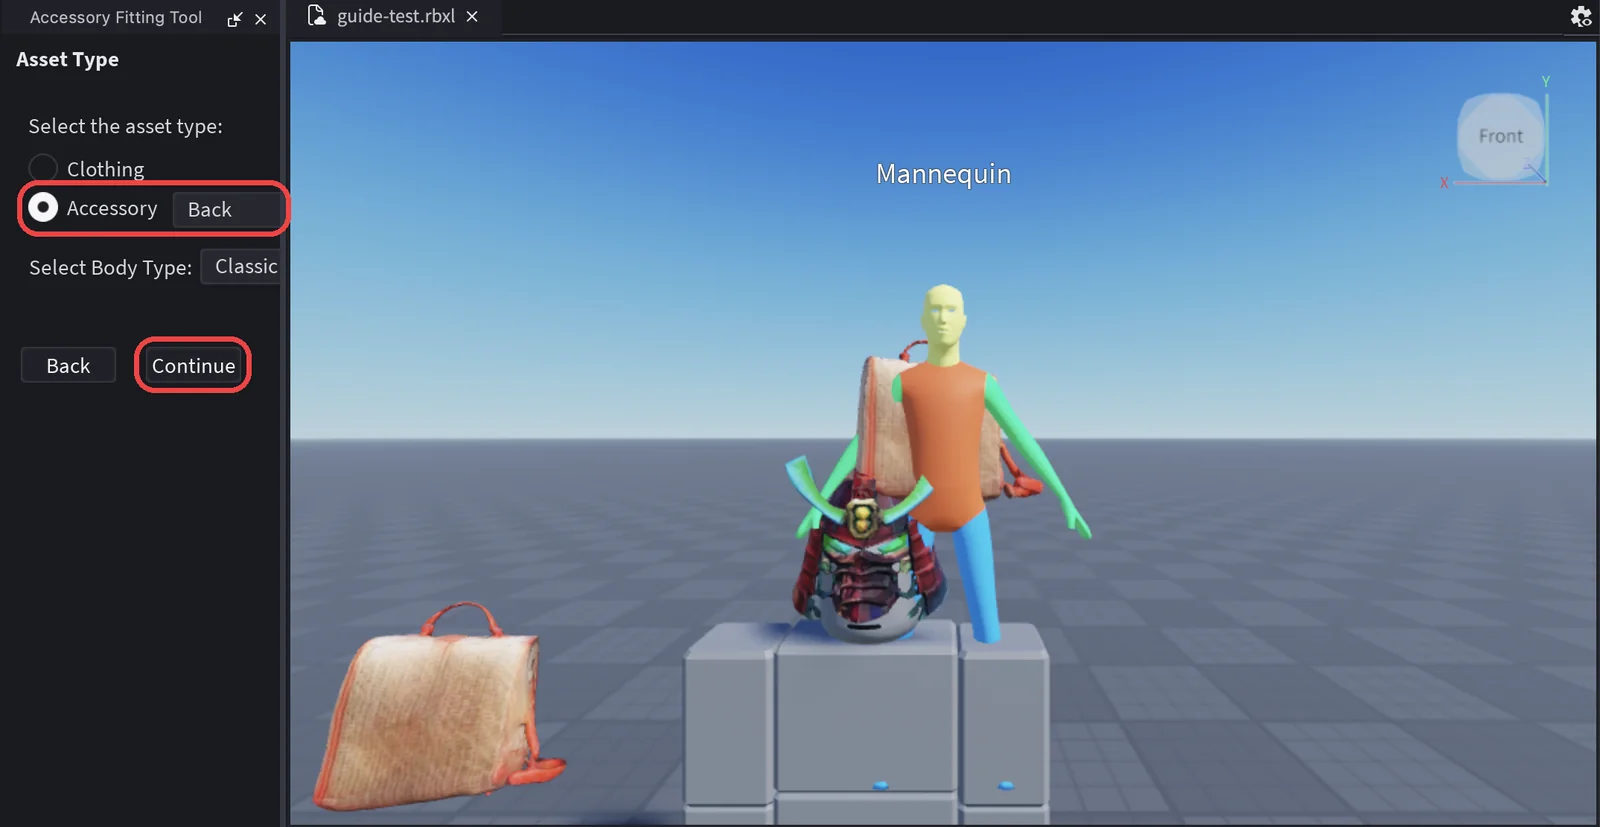 Accessory Fitting Tool
guide-test.rbxl
Asset Type
Select the asset type:
Clothing
Accessory Back
Select Body Type: Classic
Back Continue
Mannequin
Y
Front
Z
X